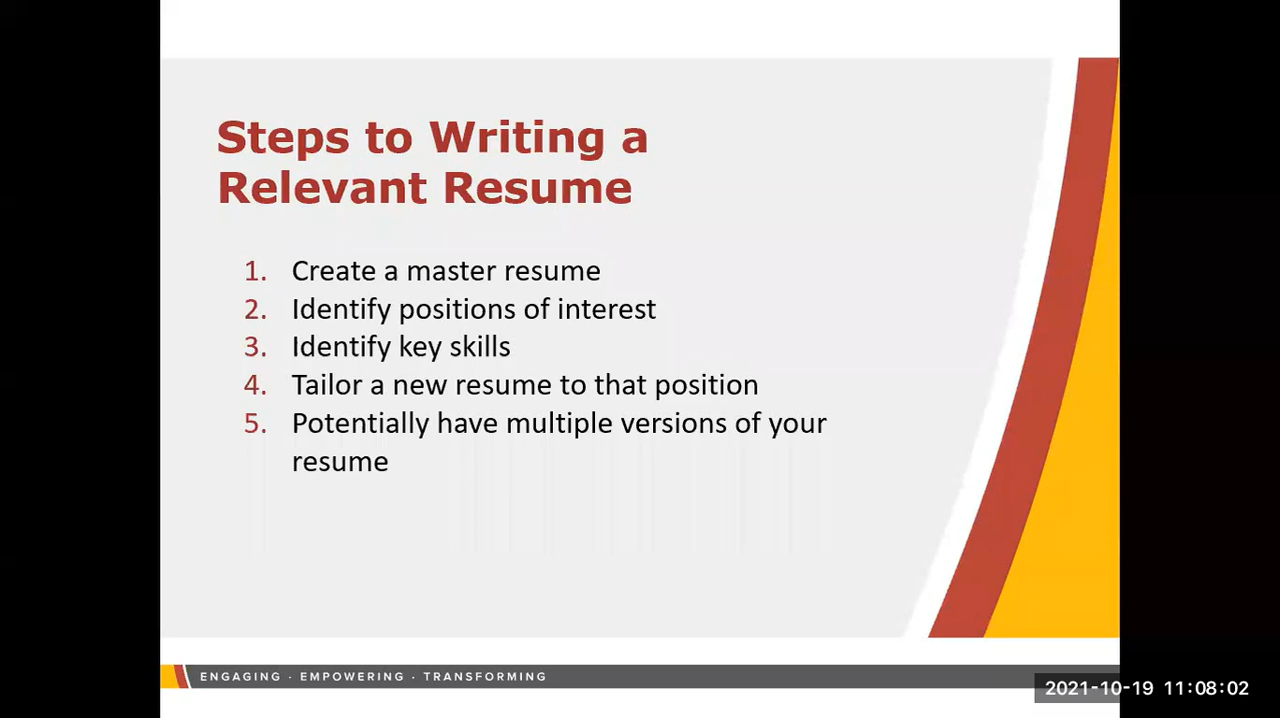 Steps to Writing a
Relevant Resume
1. Create a master resume
2. Identify positions of interest
3. Identify key skills
4. Tailor a new resume to that position
5. Potentially have multiple versions of your
resume
ENGAGING · EMPOWERING · TRANSFORMING
2021-10-19 11:08:02